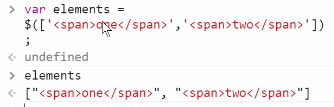 > var elements =
$(['<span>one</span>','<span>two</span>'])
;
< undefined
> elements
< ["<span>one</span>", "<span>two</span>"]